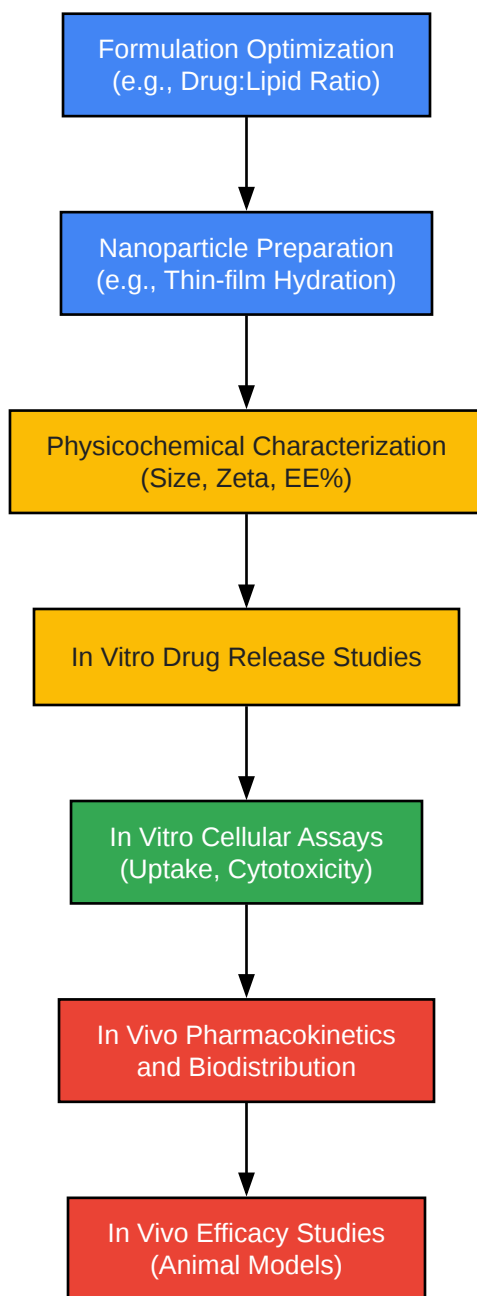 Formulation Optimization
(e.g., Drug:Lipid Ratio)
Nanoparticle Preparation
(e.g., Thin-film Hydration)
Physicochemical Characterization
(Size, Zeta, EE%)
In Vitro Drug Release Studies
In Vitro Cellular Assays
(Uptake, Cytotoxicity)
In Vivo Pharmacokinetics
and Biodistribution
In Vivo Efficacy Studies
(Animal Models)